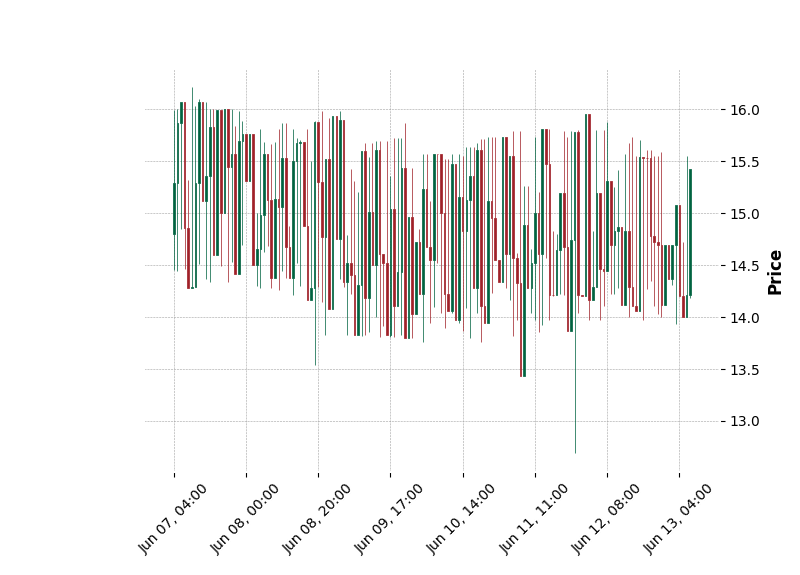 16.0
15.5
15.0
14.5
14.0
13.5
13.0
Price
Jun 07, 04:00
Jun 08, 00:00
Jun 08, 20:00
Jun 09, 17:00
Jun 10, 14:00
Jun 11, 11:00
Jun 12, 08:00
Jun 13, 04:00